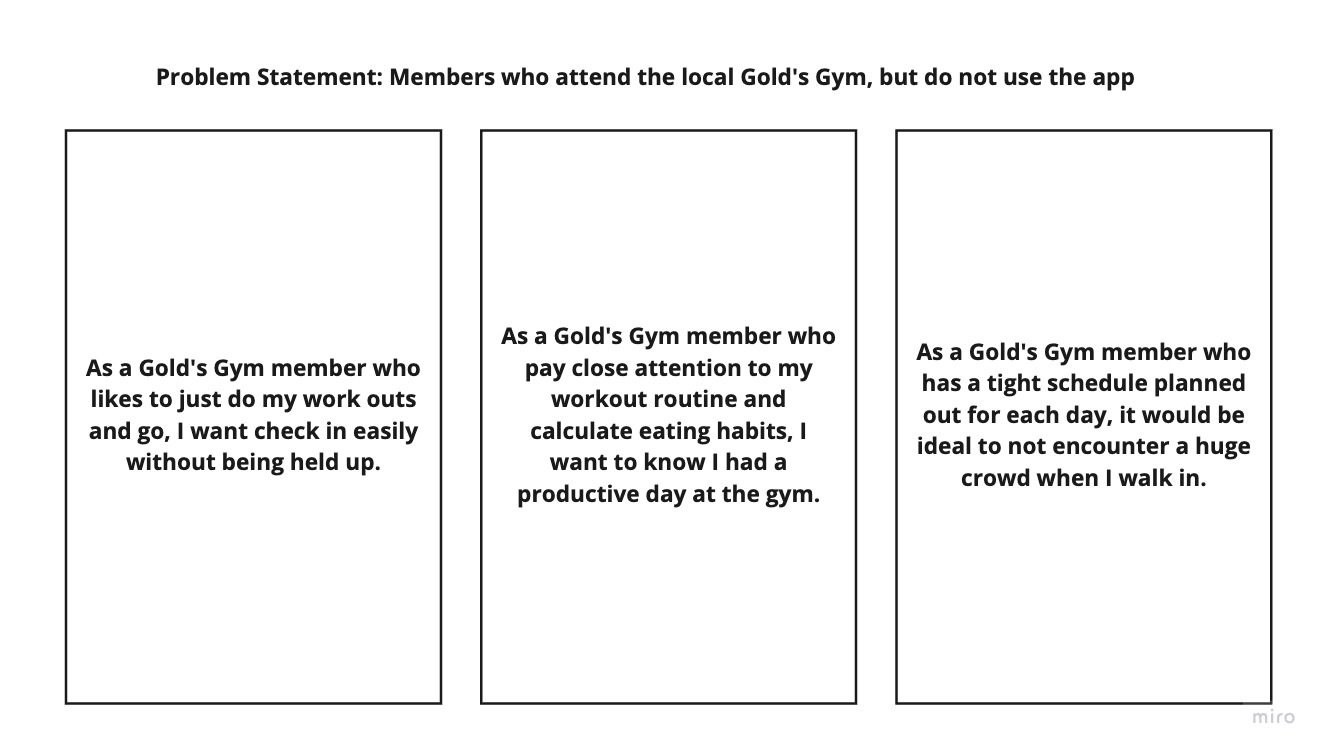 Problem Statement: Members who attend the local Gold's Gym, but do not use the app
As a Gold's Gym member who
likes to just do my work outs
and go, I want check in easily
without being held up.
As a Gold's Gym member who
pay close attention to my
workout routine and
calculate eating habits, I
want to know I had a
productive day at the gym.
As a Gold's Gym member who
has a tight schedule planned
out for each day, it would be
ideal to not encounter a huge
crowd when I walk in.
miro